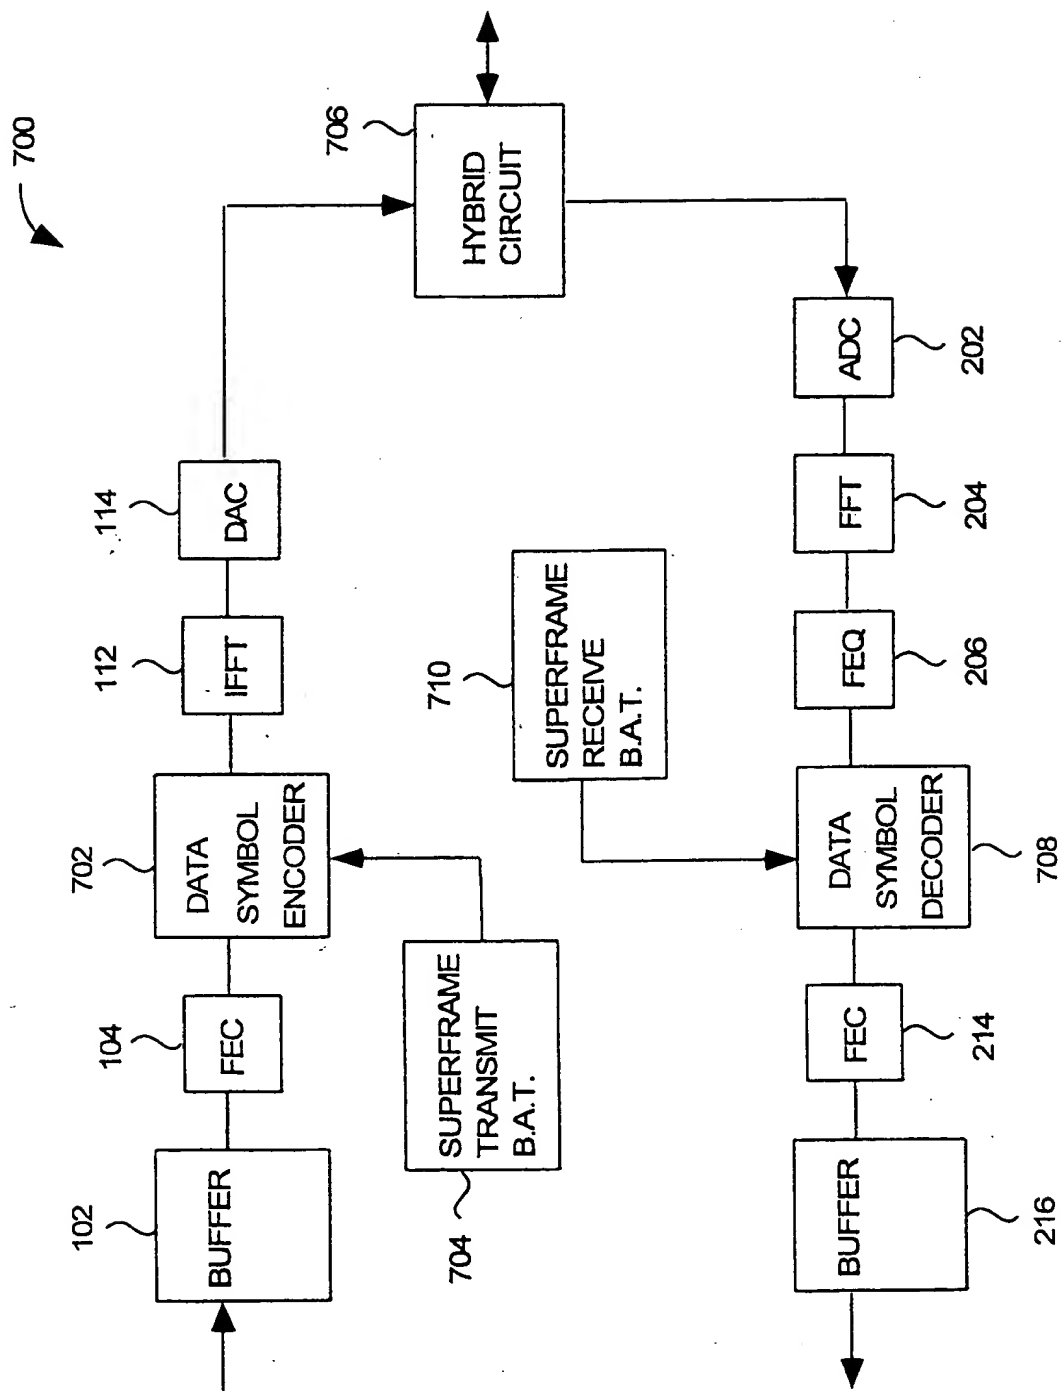 700
102
BUFFER
104
FEC
702
DATA
SYMBOL
ENCODER
112
IFFT
114
DAC
704
SUPERFRAME
TRANSMIT
B.A.T.
710
SUPERFRAME
RECEIVE
B.A.T.
706
HYBRID
CIRCUIT
BUFFER
216
FEC
214
DATA
SYMBOL
DECODER
708
FEQ
206
FFT
204
ADC
202